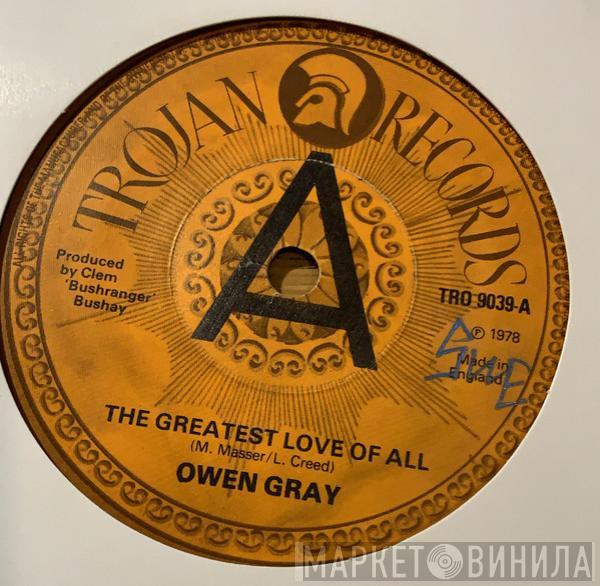 TROJAN RECORDS
A
Produced
by Clem
'Bushranger'
Bushay
TRO 9039-A
℗ 1978
Made in
England
THE GREATEST LOVE OF ALL
(M. Masser/L. Creed)
OWEN GRAY
МАРКЕТ ВИНИЛА